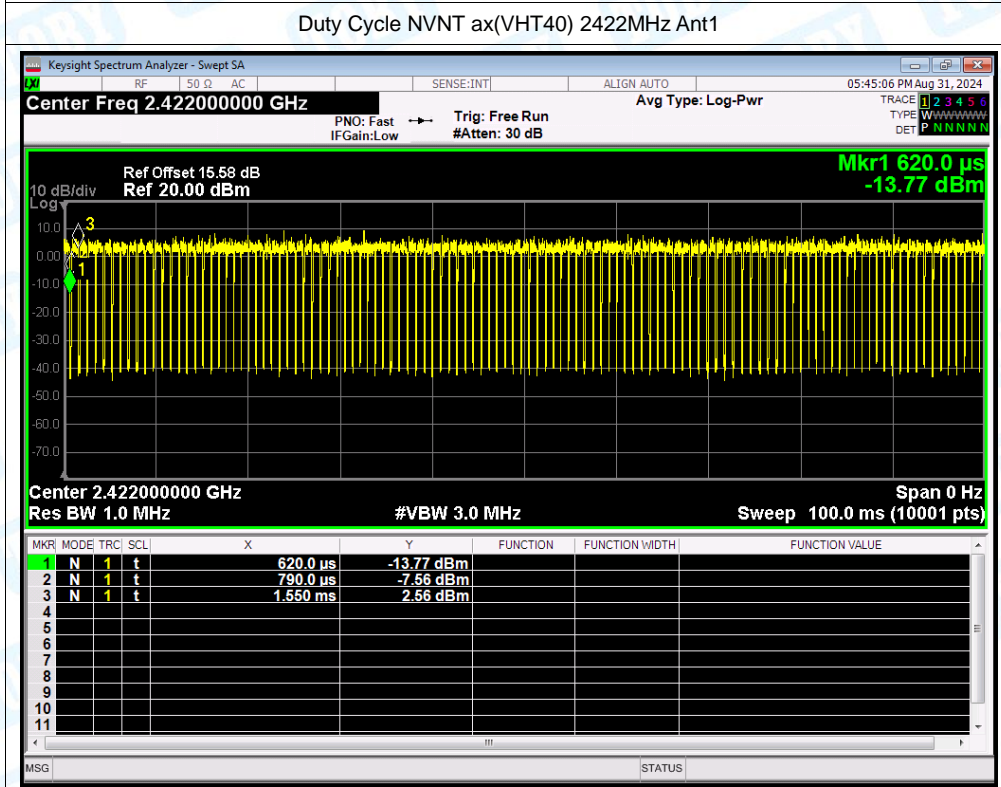 Duty Cycle NVNT ax(VHT40) 2422MHz Ant1
Keysight Spectrum Analyzer - Swept SA
LXI RF 50 Ω AC SENSE:INT ALIGN AUTO 05:45:06 PM Aug 31, 2024
Center Freq 2.422000000 GHz Avg Type: Log-Pwr TRACE 1 2 3 4 5 6
PNO: Fast Trig: Free Run TYPE WWWWWW
IFGain:Low #Atten: 30 dB DET P N N N N N
Mkr1 620.0 µs
-13.77 dBm
Ref Offset 15.58 dB
10 dB/div Ref 20.00 dBm
Log
10.0
0.00
-10.0
-20.0
-30.0
-40.0
-50.0
-60.0
-70.0
3
1
Center 2.422000000 GHz Span 0 Hz
Res BW 1.0 MHz #VBW 3.0 MHz Sweep 100.0 ms (10001 pts)
MKR MODE TRC SCL X Y FUNCTION FUNCTION WIDTH FUNCTION VALUE
1 N 1 t 620.0 µs -13.77 dBm
2 N 1 t 790.0 µs -7.56 dBm
3 N 1 t 1.550 ms 2.56 dBm
4
5
6
7
8
9
10
11
MSG STATUS